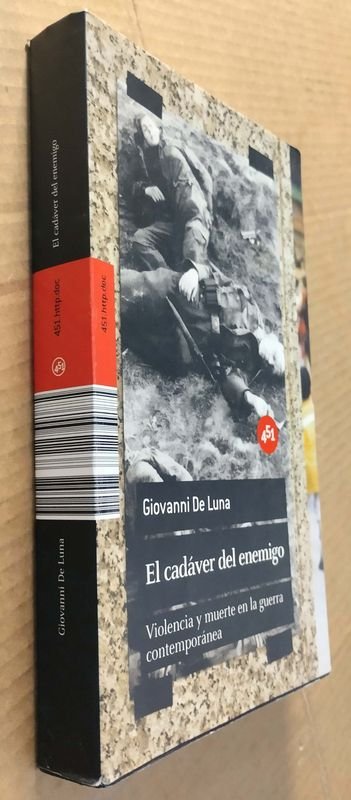 El cadáver del enemigo
451.http.doc
451.http.doc
451
Giovanni De Luna
451
Giovanni De Luna
El cadáver del enemigo
Violencia y muerte en la guerra
contemporánea